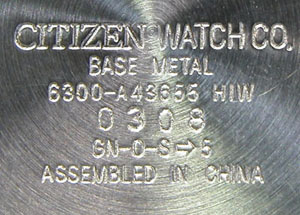 CITIZEN WATCH CO.
BASE METAL
6300-A43655 HIW
0308
GN-0-S→5
ASSEMBLED IN CHINA